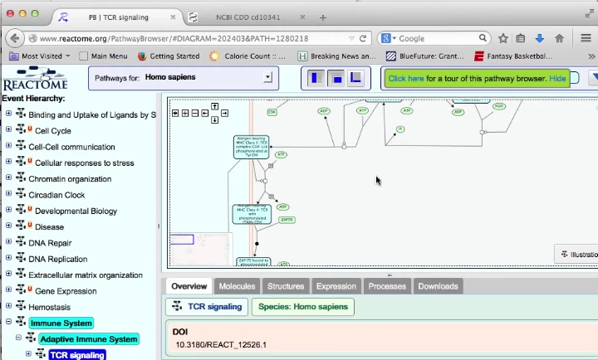 PB | TCR signaling
NCBI CDD cd10341
www.reactome.org/PathwayBrowser/#DIAGRAM=202403&PATH=1280218
Google
Most Visited
Main Menu
Getting Started
Calorie Count ::...
Breaking News an...
BlueFuture: Grant...
Fantasy Basketbal...
REACTOME
Pathways for: Homo sapiens
Click here for a tour of this pathway browser. Hide
Event Hierarchy:
Binding and Uptake of Ligands by S
Cell Cycle
Cell-Cell communication
Cellular responses to stress
Chromatin organization
Circadian Clock
Developmental Biology
Disease
DNA Repair
DNA Replication
Extracellular matrix organization
Gene Expression
Hemostasis
Immune System
Adaptive Immune System
TCR signaling
Illustratio
Overview
Molecules
Structures
Expression
Processes
Downloads
TCR signaling
Species: Homo sapiens
DOI
10.3180/REACT_12526.1